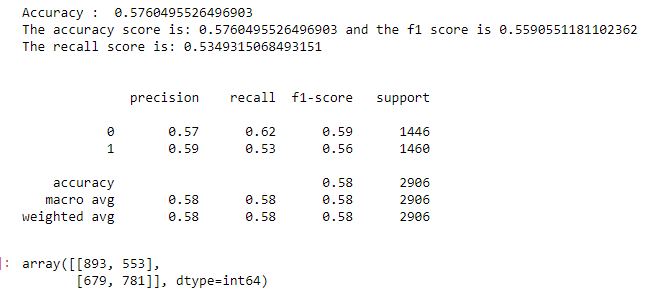 Accuracy :  0.5760495526496903
The accuracy score is: 0.5760495526496903 and the f1 score is 0.5590551181102362
The recall score is: 0.5349315068493151
precision    recall  f1-score   support
0       0.57      0.62      0.59      1446
1       0.59      0.53      0.56      1460
accuracy                           0.58      2906
macro avg       0.58      0.58      0.58      2906
weighted avg       0.58      0.58      0.58      2906
: array([[893, 553],
[679, 781]], dtype=int64)